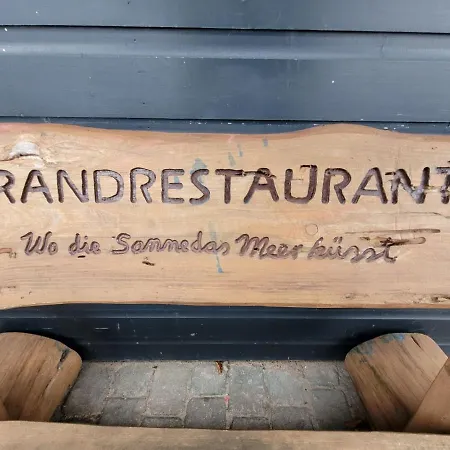 RANDRESTAURANT
Wo die Sonne das Meer küsst